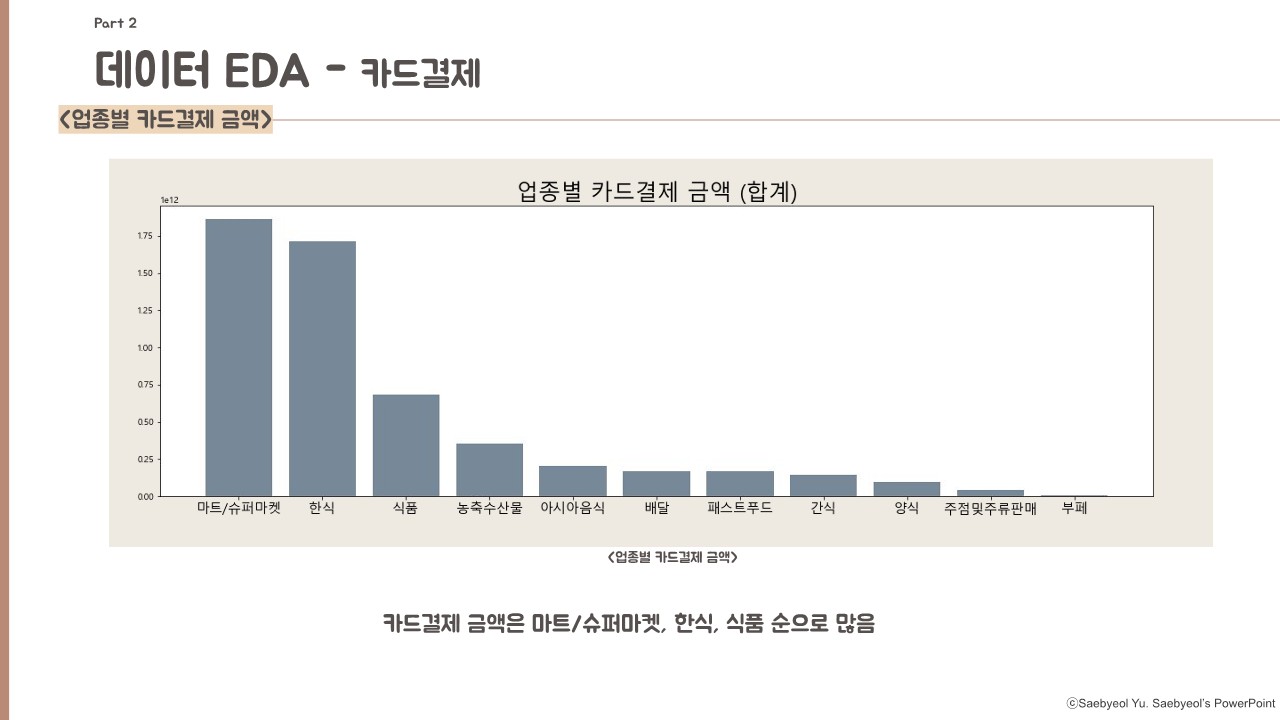 Part 2
데이터 EDA - 카드결제
<업종별 카드결제 금액>
업종별 카드결제 금액 (합계)
1e12
1.75
1.50
1.25
1.00
0.75
0.50
0.25
0.00
마트/슈퍼마켓 한식 식품 농축수산물 아시아음식 배달 패스트푸드 간식 양식 주점및주류판매 부페
<업종별 카드결제 금액>
카드결제 금액은 마트/슈퍼마켓, 한식, 식품 순으로 많음
ⓒSaebyeol Yu. Saebyeol's PowerPoint